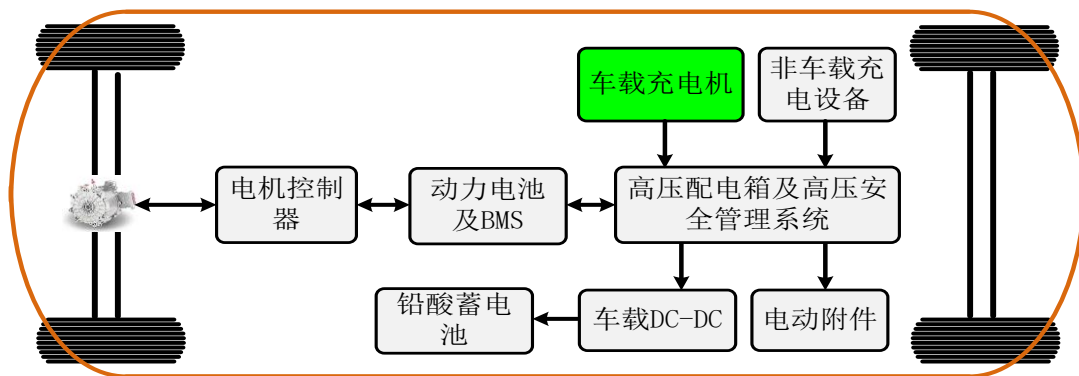 车载充电机
非车载充
电设备
电机控制
器
动力电池
及BMS
高压配电箱及高压安
全管理系统
铅酸蓄电
池
车载DC-DC
电动附件